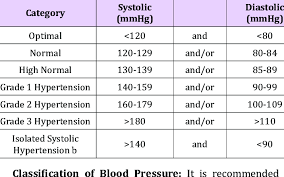 Category Systolic (mmHg) Diastolic (mmHg)
Optimal <120 and <80
Normal 120-129 and/or 80-84
High Normal 130-139 and/or 85-89
Grade 1 Hypertension 140-159 and/or 90-99
Grade 2 Hypertension 160-179 and/or 100-109
Grade 3 Hypertension >180 and/or >110
Isolated Systolic Hypertension b >140 and <90
Classification of Blood Pressure: It is recommended